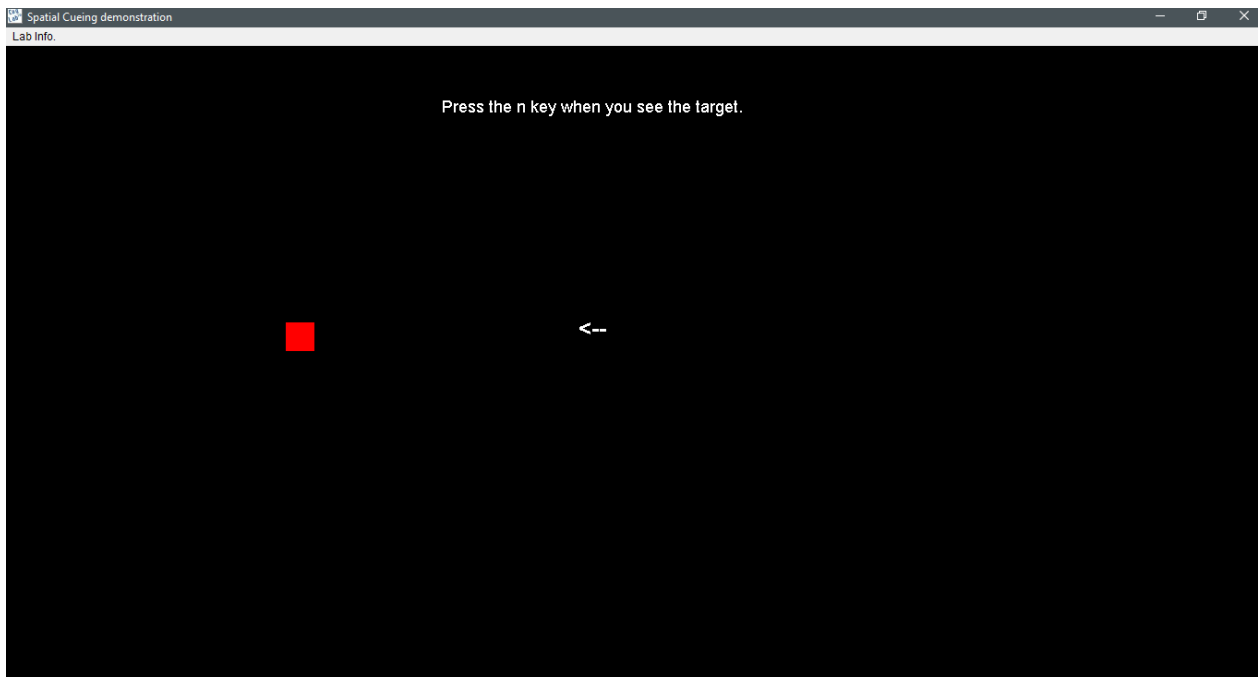 Spatial Cueing demonstration
Lab Info.
Press the n key when you see the target.
<--